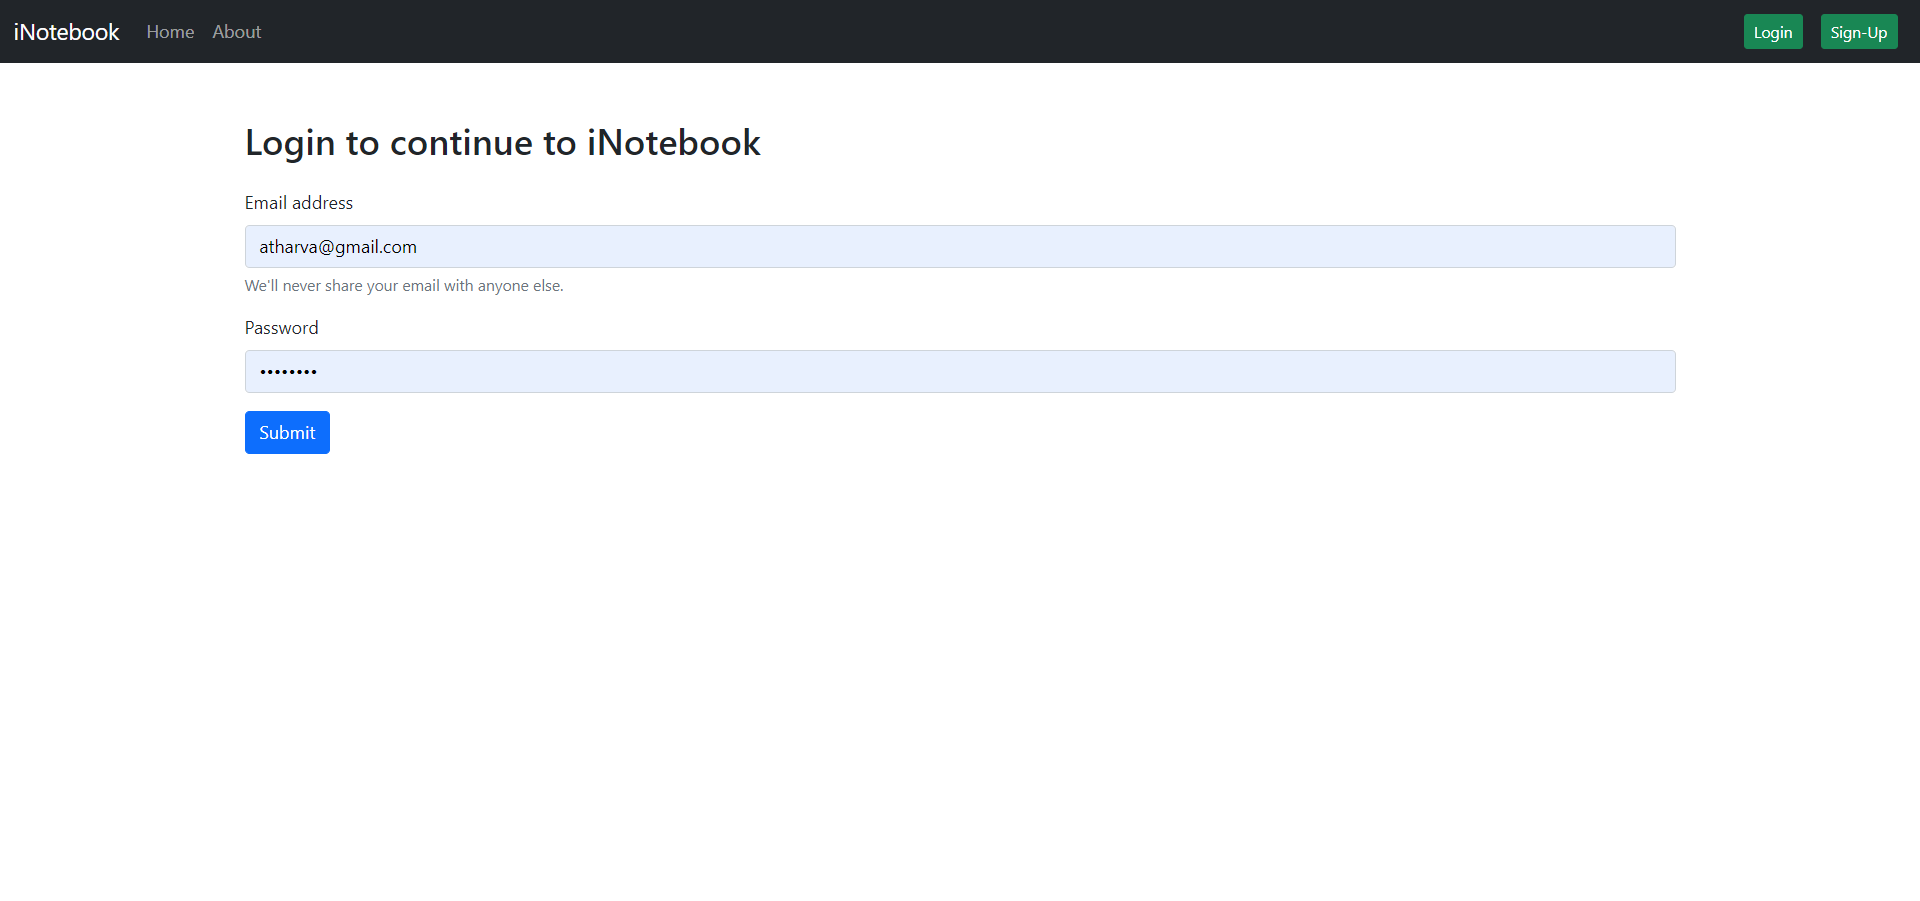 iNotebook Home About Login Sign-Up
Login to continue to iNotebook
Email address
atharva@gmail.com
We'll never share your email with anyone else.
Password
••••••••
Submit